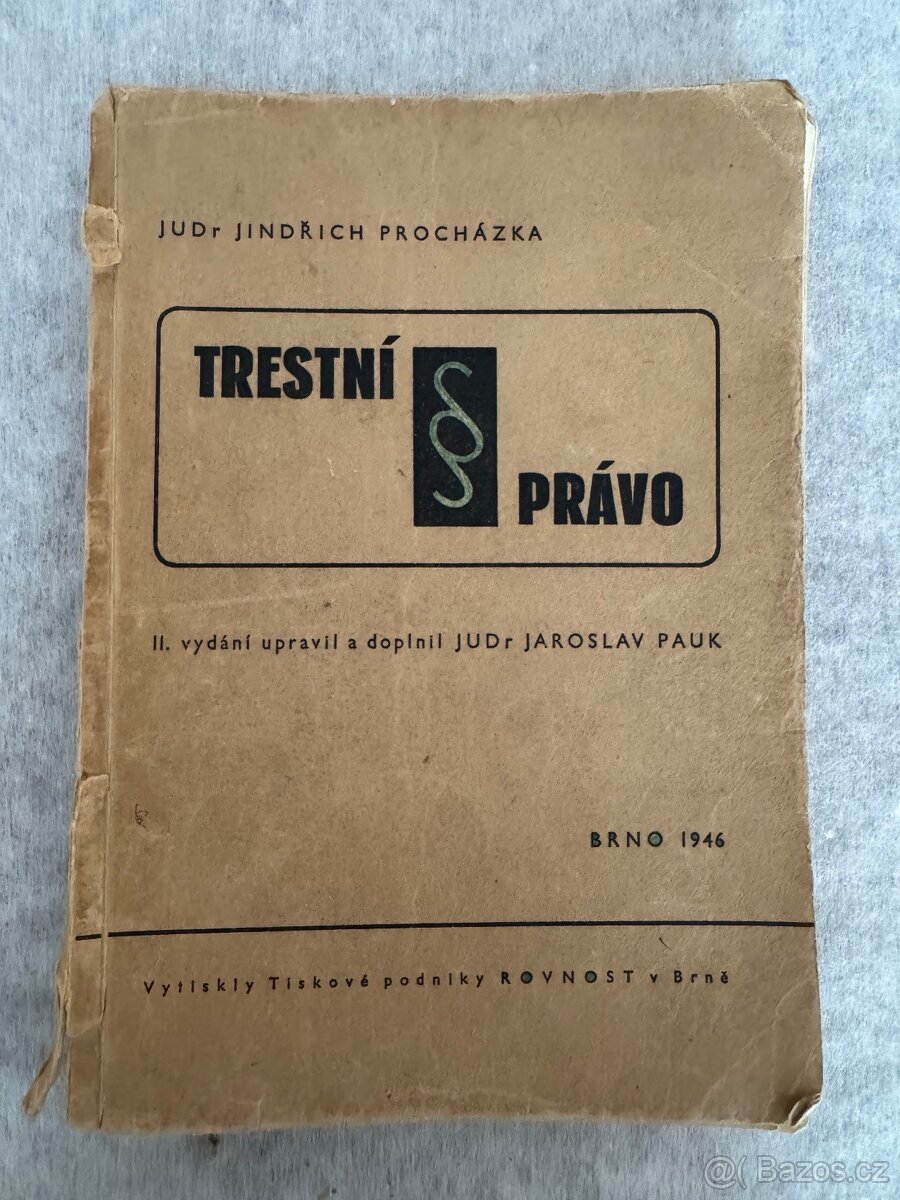 JUDr JINDŘICH PROCHÁZKA
TRESTNÍ
§
PRÁVO
II. vydání upravil a doplnil JUDr JAROSLAV PAUK
BRNO 1946
Vytiskly Tiskové podniky ROVNOST v Brně
@( Bazos.cz